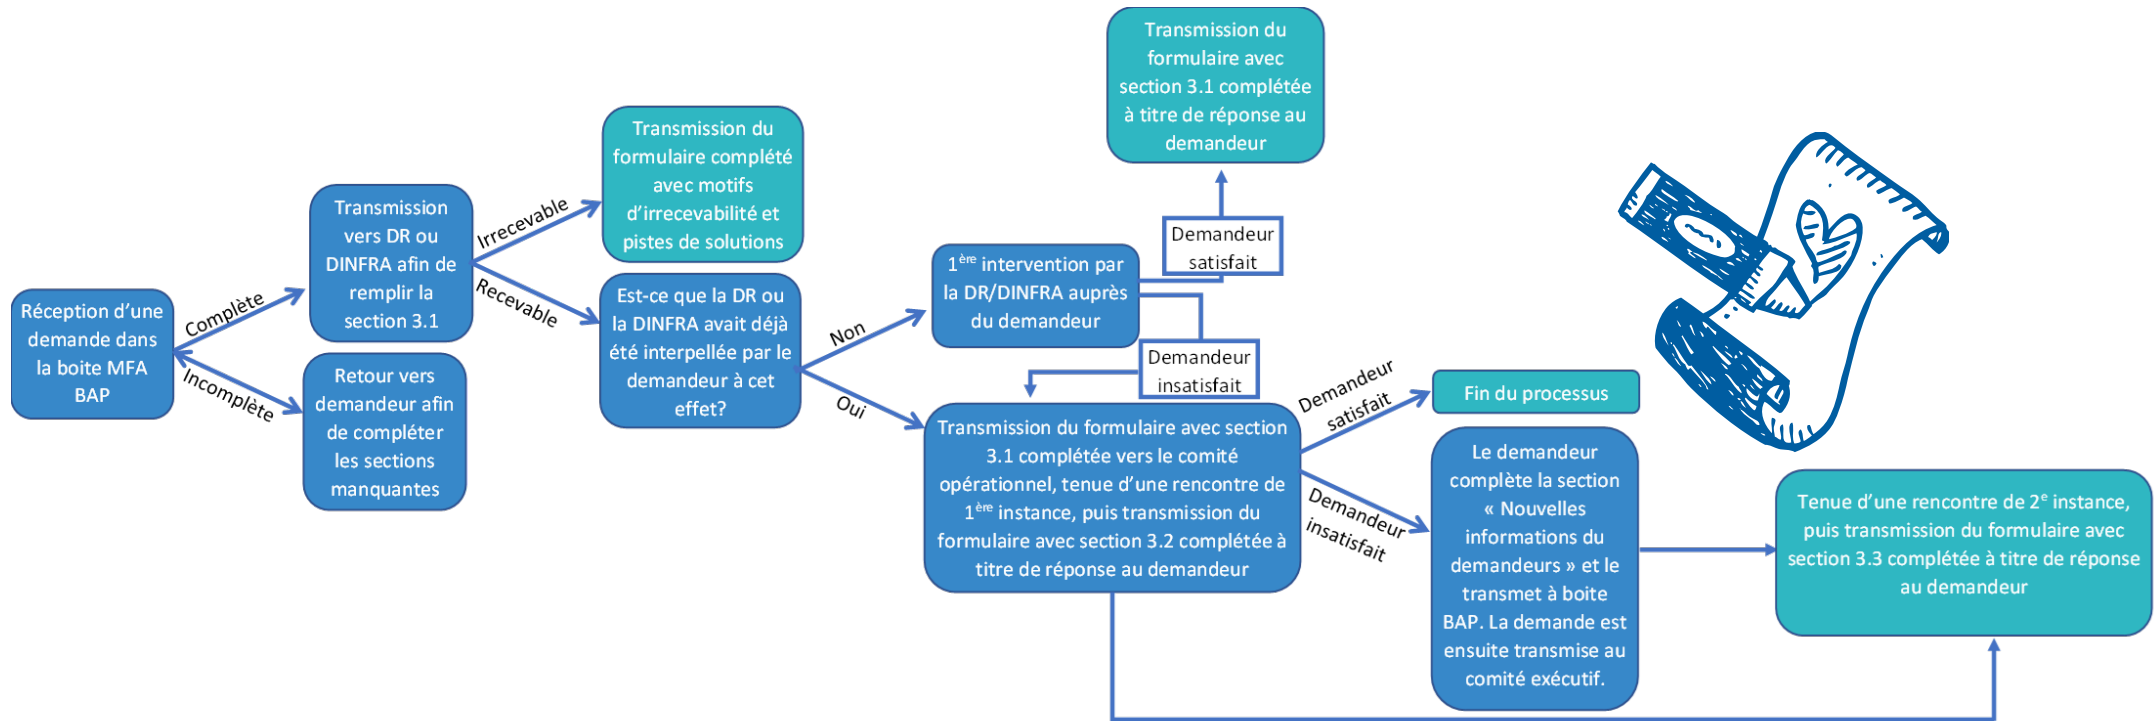 Réception d'une
demande dans
la boite MFA
BAP
Complète
Incomplète
Transmission
vers DR ou
DINFRA afin de
remplir la
section 3.1
Retour vers
demandeur afin
de compléter
les sections
manquantes
Irrecevable
Recevable
Transmission du
formulaire complété
avec motifs
d'irrecevabilité et
pistes de solutions
Est-ce que la DR ou
la DINFRA avait déjà
été interpellée par le
demandeur à cet
effet?
Non
Oui
1ère intervention par
la DR/DINFRA auprès
du demandeur
Demandeur
satisfait
Transmission du
formulaire avec
section 3.1 complétée
à titre de réponse au
demandeur
Demandeur
insatisfait
Transmission du formulaire avec section
3.1 complétée vers le comité
opérationnel, tenue d'une rencontre de
1ère instance, puis transmission du
formulaire avec section 3.2 complétée à
titre de réponse au demandeur
Demandeur
satisfait
Demandeur
insatisfait
Fin du processus
Le demandeur
complète la section
« Nouvelles
informations du
demandeurs » et le
transmet à boite
BAP. La demande est
ensuite transmise au
comité exécutif.
Tenue d'une rencontre de 2e instance,
puis transmission du formulaire avec
section 3.3 complétée à titre de réponse
au demandeur